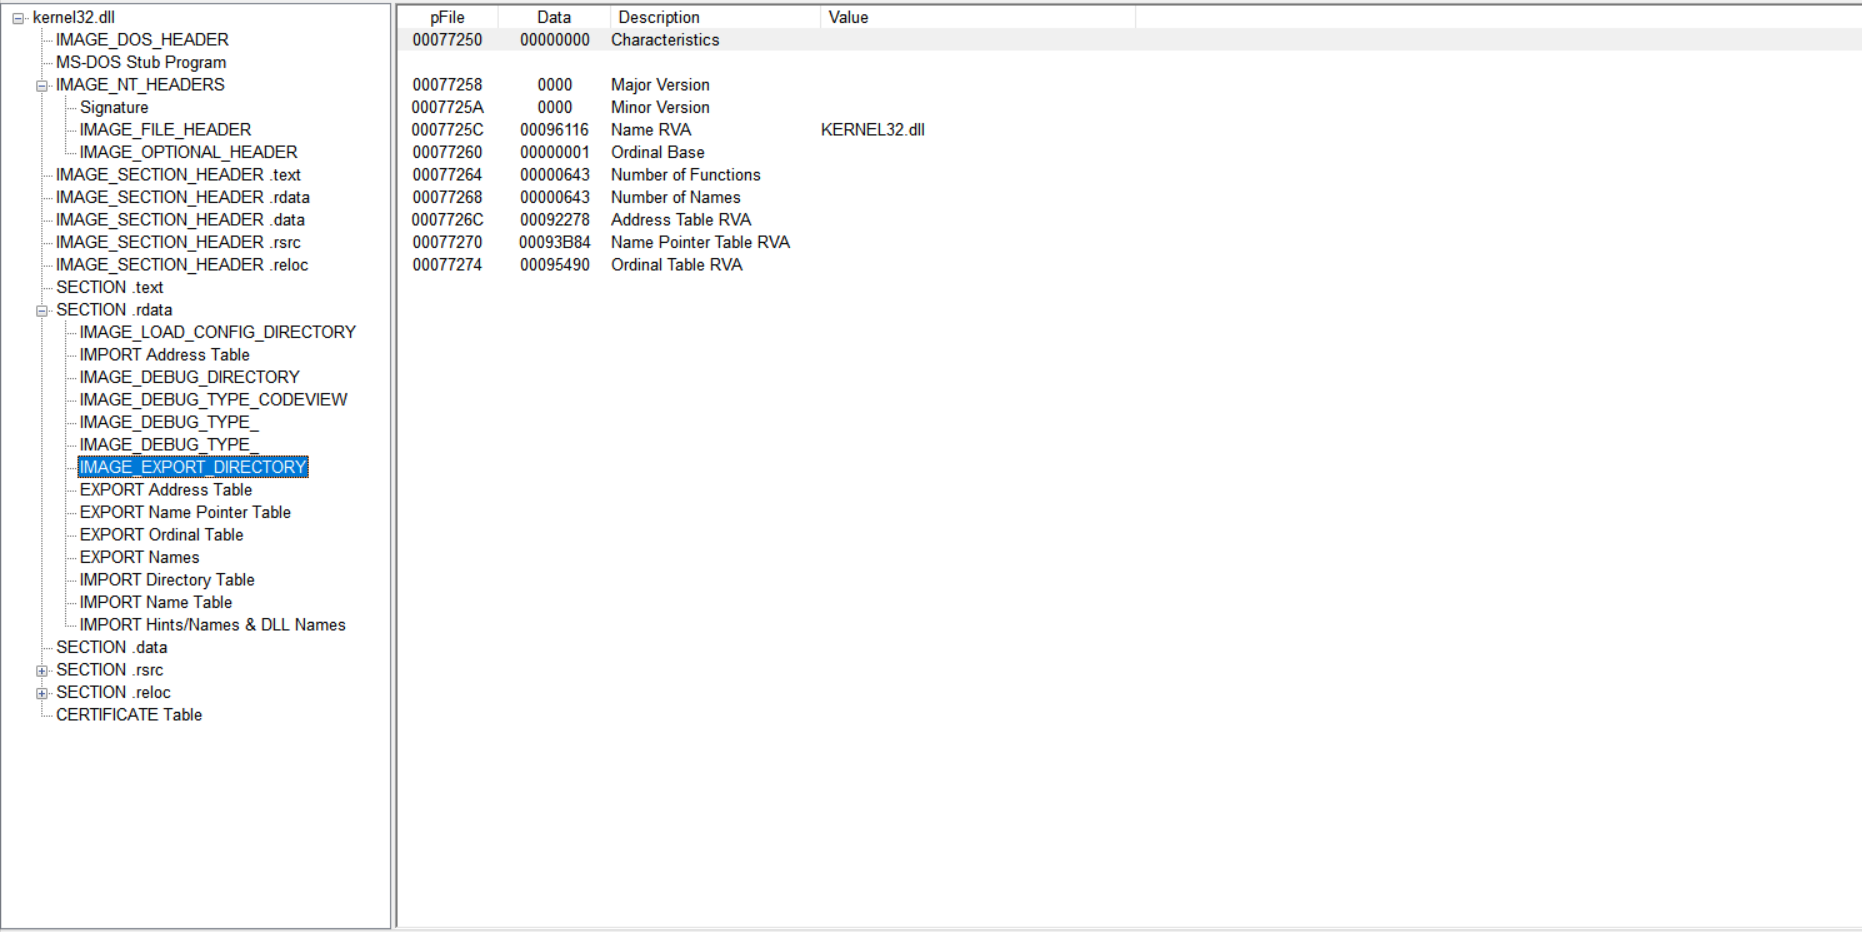 kernel32.dll
IMAGE_DOS_HEADER
MS-DOS Stub Program
IMAGE_NT_HEADERS
Signature
IMAGE_FILE_HEADER
IMAGE_OPTIONAL_HEADER
IMAGE_SECTION_HEADER .text
IMAGE_SECTION_HEADER .rdata
IMAGE_SECTION_HEADER .data
IMAGE_SECTION_HEADER .rsrc
IMAGE_SECTION_HEADER .reloc
SECTION .text
SECTION .rdata
IMAGE_LOAD_CONFIG_DIRECTORY
IMPORT Address Table
IMAGE_DEBUG_DIRECTORY
IMAGE_DEBUG_TYPE_CODEVIEW
IMAGE_DEBUG_TYPE_
IMAGE_DEBUG_TYPE_
IMAGE_EXPORT_DIRECTORY
EXPORT Address Table
EXPORT Name Pointer Table
EXPORT Ordinal Table
EXPORT Names
IMPORT Directory Table
IMPORT Name Table
IMPORT Hints/Names & DLL Names
SECTION .data
SECTION .rsrc
SECTION .reloc
CERTIFICATE Table
pFile Data Description Value
00077250 00000000 Characteristics
00077258 0000 Major Version
0007725A 0000 Minor Version
0007725C 00096116 Name RVA KERNEL32.dll
00077260 00000001 Ordinal Base
00077264 00000643 Number of Functions
00077268 00000643 Number of Names
0007726C 00092278 Address Table RVA
00077270 00093B84 Name Pointer Table RVA
00077274 00095490 Ordinal Table RVA